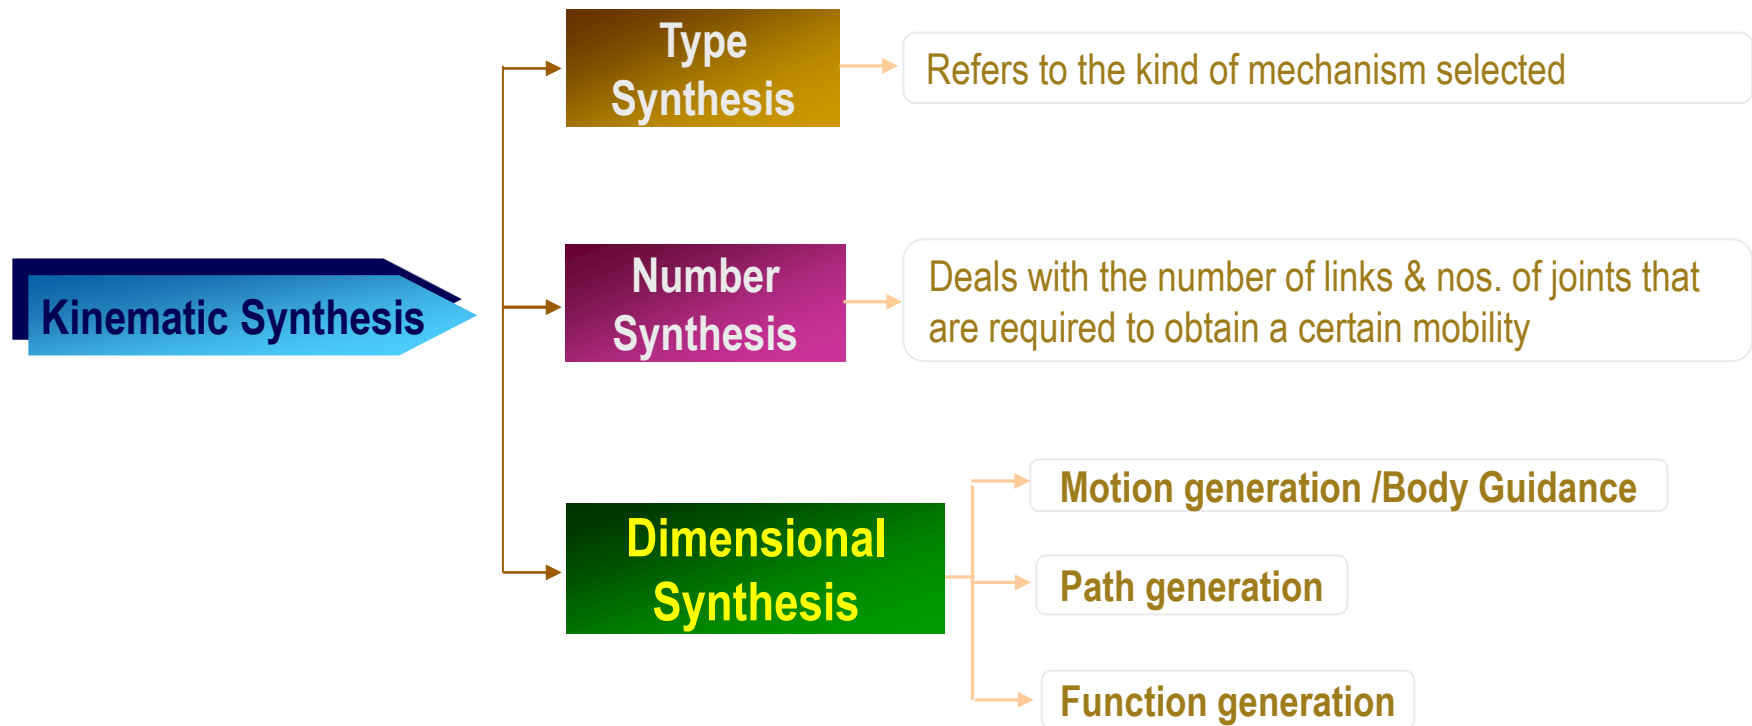 Kinematic Synthesis
Type
Synthesis
Refers to the kind of mechanism selected
Number
Synthesis
Deals with the number of links & nos. of joints that
are required to obtain a certain mobility
Dimensional
Synthesis
Motion generation /Body Guidance
Path generation
Function generation